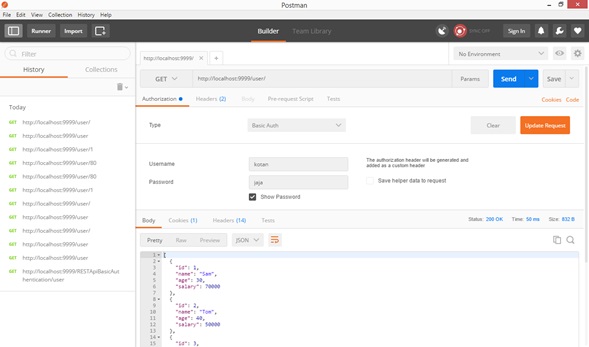 Postman
File Edit View Collection History Help
Runner Import Builder Team Library SYNC OFF Sign In
Filter
History Collections
Today
GET http://localhost:9999/user/
GET http://localhost:9999/user
GET http://localhost:9999/user/1
GET http://localhost:9999/user/80
GET http://localhost:9999/user/80
GET http://localhost:9999/user/1
GET http://localhost:9999/user/
GET http://localhost:9999/user
GET http://localhost:9999/user/
GET http://localhost:9999/user
GET http://localhost:9999/user
GET http://localhost:9999/RESTApiBasicAut
hentication/user
http://localhost:9999/ No Environment
GET http://localhost:9999/user/ Params Send Save
Authorization Headers (2) Body Pre-request Script Tests Cookies Code
Type Basic Auth Clear Update Request
Username kotan The authorization header will be generated and
added as a custom header
Password jaja Save helper data to request
Show Password
Body Cookies (1) Headers (14) Tests Status: 200 OK Time: 50 ms Size: 832 B
Pretty Raw Preview JSON
1 [
2 {
3 "id": 1,
4 "name": "Sam",
5 "age": 30,
6 "salary": 70000
7 },
8 {
9 "id": 2,
10 "name": "Tom",
11 "age": 40,
12 "salary": 50000
13 },
14 {
15 "id": 3,